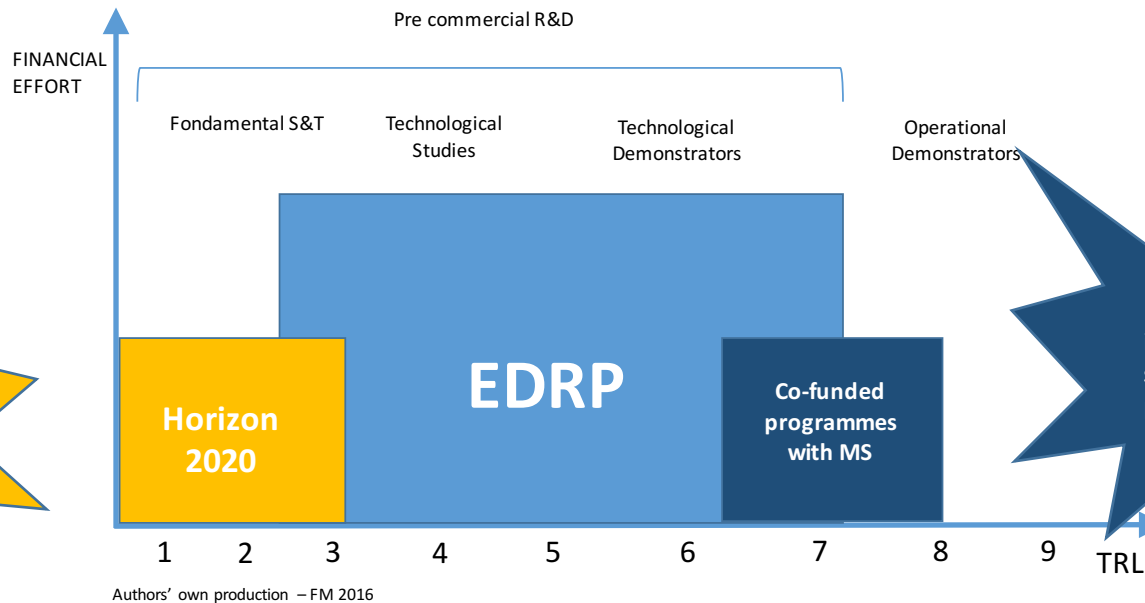 Pre commercial R&D
FINANCIAL
EFFORT
Fondamental S&T
Technological
Studies
Technological
Demonstrators
Operational
Demonstrators
EDRP
Horizon
2020
Co-funded
programmes
with MS
1 2 3 4 5 6 7 8 9
TRL
Authors' own production – FM 2016